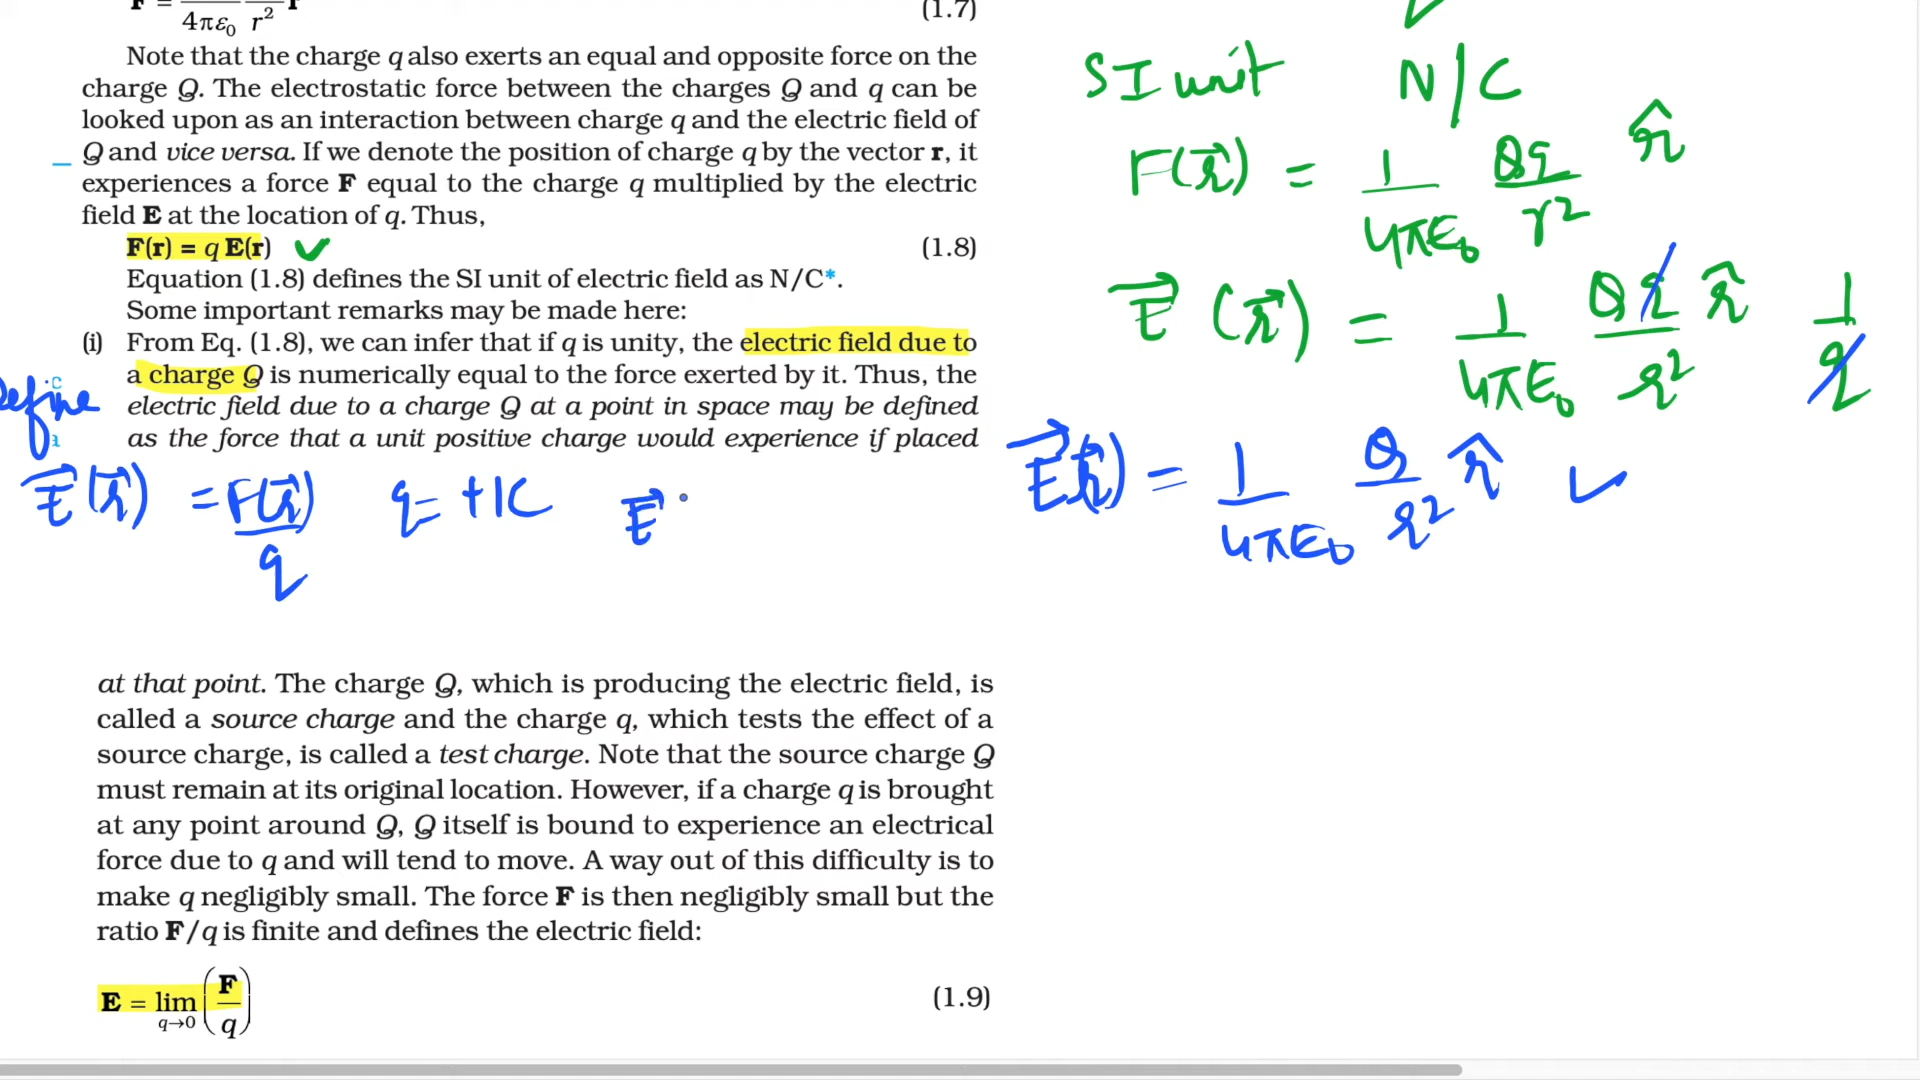 F = 4πε₀ r² r̂ (1.7)
Note that the charge q also exerts an equal and opposite force on the
charge Q. The electrostatic force between the charges Q and q can be
looked upon as an interaction between charge q and the electric field of
Q and vice versa. If we denote the position of charge q by the vector r, it
experiences a force F equal to the charge q multiplied by the electric
field E at the location of q. Thus,
F(r) = q E(r) ✓ (1.8)
Equation (1.8) defines the SI unit of electric field as N/C*.
Some important remarks may be made here:
(i) From Eq. (1.8), we can infer that if q is unity, the electric field due to
a charge Q is numerically equal to the force exerted by it. Thus, the
Define electric field due to a charge Q at a point in space may be defined
as the force that a unit positive charge would experience if placed
E⃗(r⃗) = F(r⃗)/q q = +1C E⃗
at that point. The charge Q, which is producing the electric field, is
called a source charge and the charge q, which tests the effect of a
source charge, is called a test charge. Note that the source charge Q
must remain at its original location. However, if a charge q is brought
at any point around Q, Q itself is bound to experience an electrical
force due to q and will tend to move. A way out of this difficulty is to
make q negligibly small. The force F is then negligibly small but the
ratio F/q is finite and defines the electric field:
E = lim q→0 (F/q) (1.9)
SI unit N/C
F(r⃗) = 1/4πε₀ Qq/r² r̂
E⃗(r⃗) = 1/4πε₀ Qq/r² r̂ 1/q
E⃗(r⃗) = 1/4πε₀ Q/r² r̂ ✓